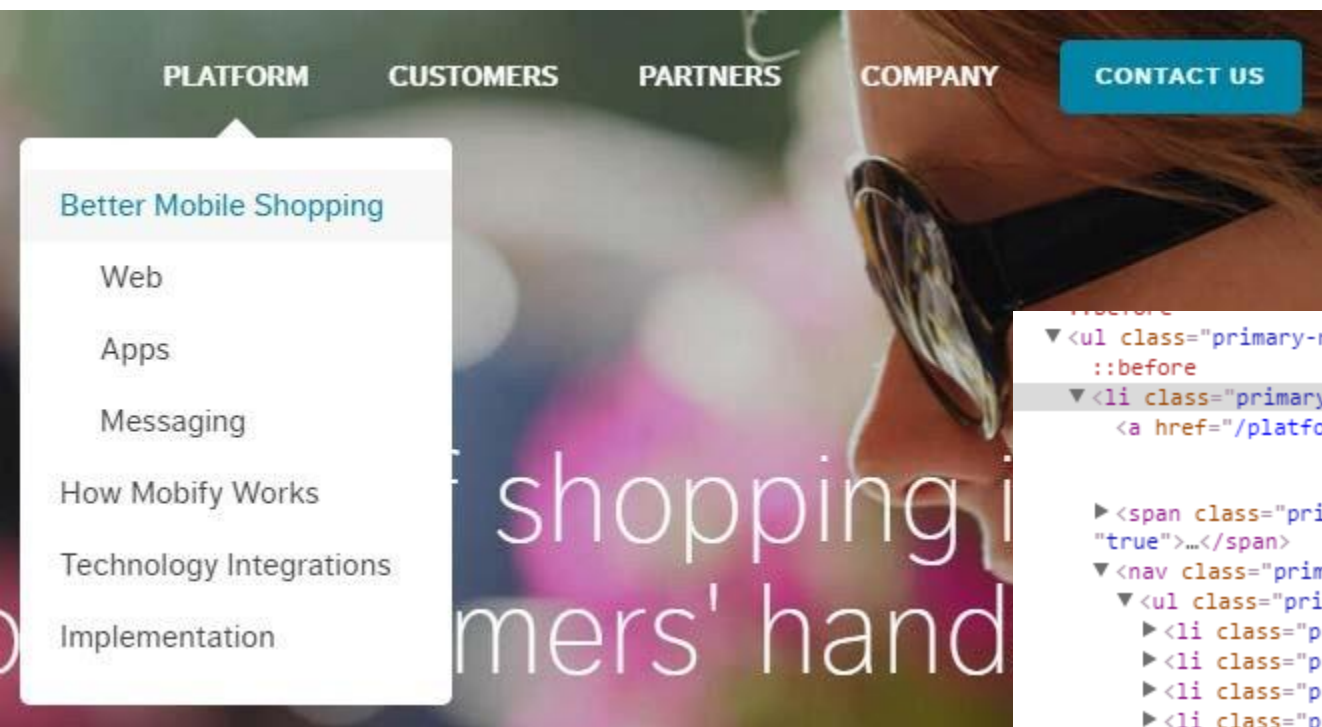 PLATFORM CUSTOMERS PARTNERS COMPANY CONTACT US
Better Mobile Shopping
Web
Apps
Messaging
How Mobify Works
Technology Integrations
Implementation
shopping
mers' hand
::before
▼<ul class="primary-
::before
▼<li class="primary
<a href="/platfo
▶<span class="pri
"true">…</span>
▼<nav class="prim
▼<ul class="pri
▶<li class="p
▶<li class="p
▶<li class="p
▶<li class="p